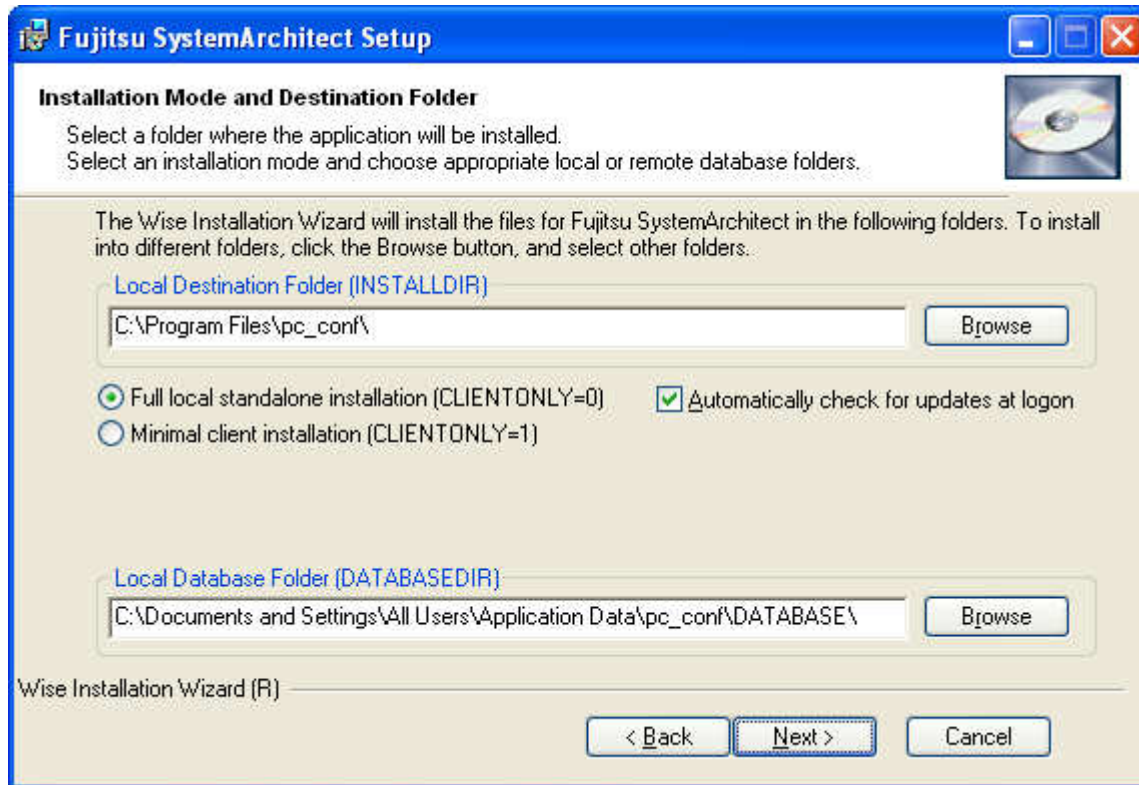 Fujitsu SystemArchitect Setup
Installation Mode and Destination Folder
Select a folder where the application will be installed.
Select an installation mode and choose appropriate local or remote database folders.
The Wise Installation Wizard will install the files for Fujitsu SystemArchitect in the following folders. To install
into different folders, click the Browse button, and select other folders.
Local Destination Folder (INSTALLDIR)
C:\Program Files\pc_conf\
Browse
Full local standalone installation (CLIENTONLY=0)
Automatically check for updates at logon
Minimal client installation (CLIENTONLY=1)
Local Database Folder (DATABASEDIR)
C:\Documents and Settings\All Users\Application Data\pc_conf\DATABASE\
Browse
Wise Installation Wizard (R)
< Back
Next >
Cancel